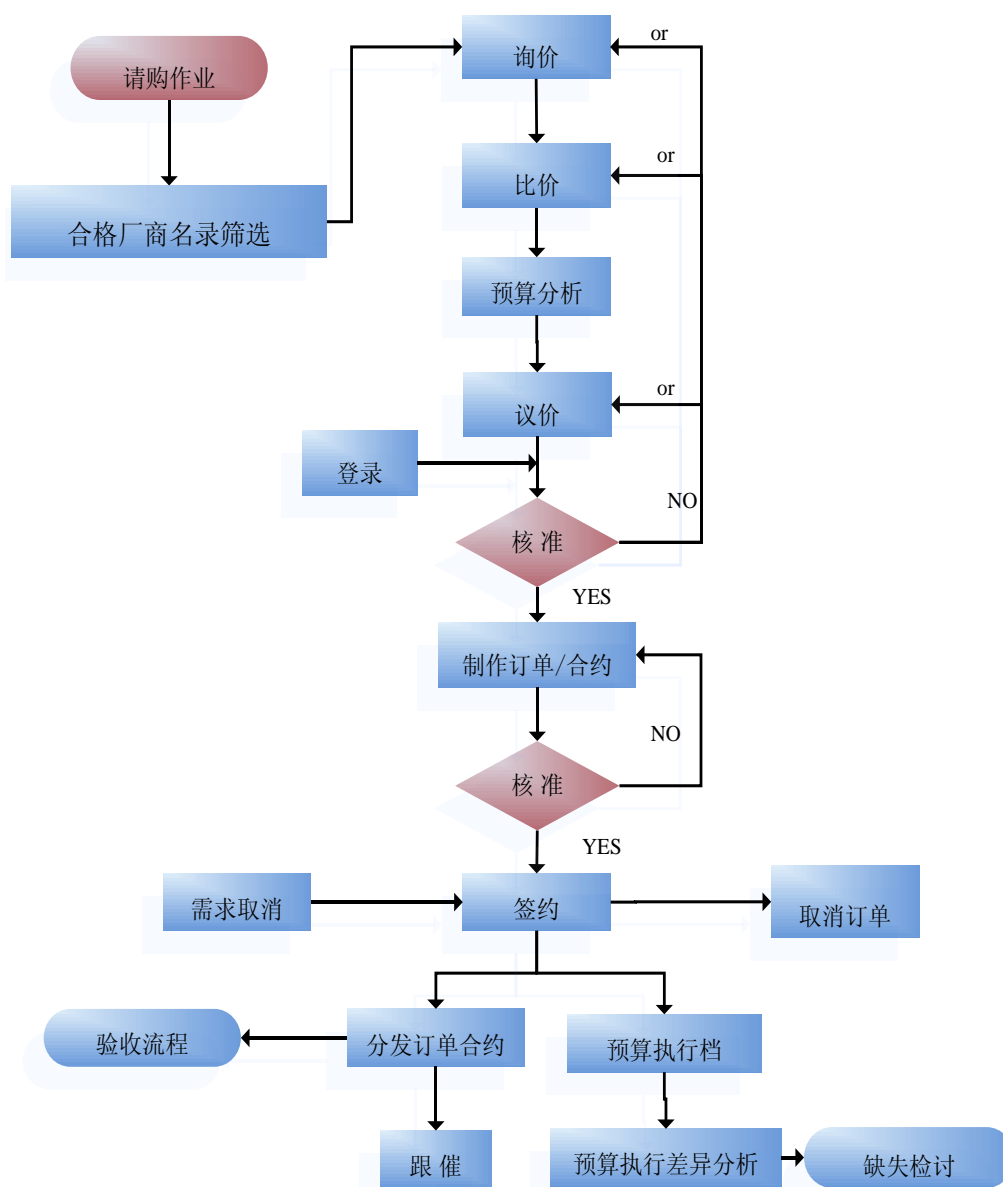 请购作业
合格厂商名录筛选
询价
or
比价
or
预算分析
议价
or
登录
核 准
NO
YES
制作订单/合约
NO
核 准
YES
需求取消
签约
取消订单
验收流程
分发订单合约
预算执行档
跟 催
预算执行差异分析
缺失检讨